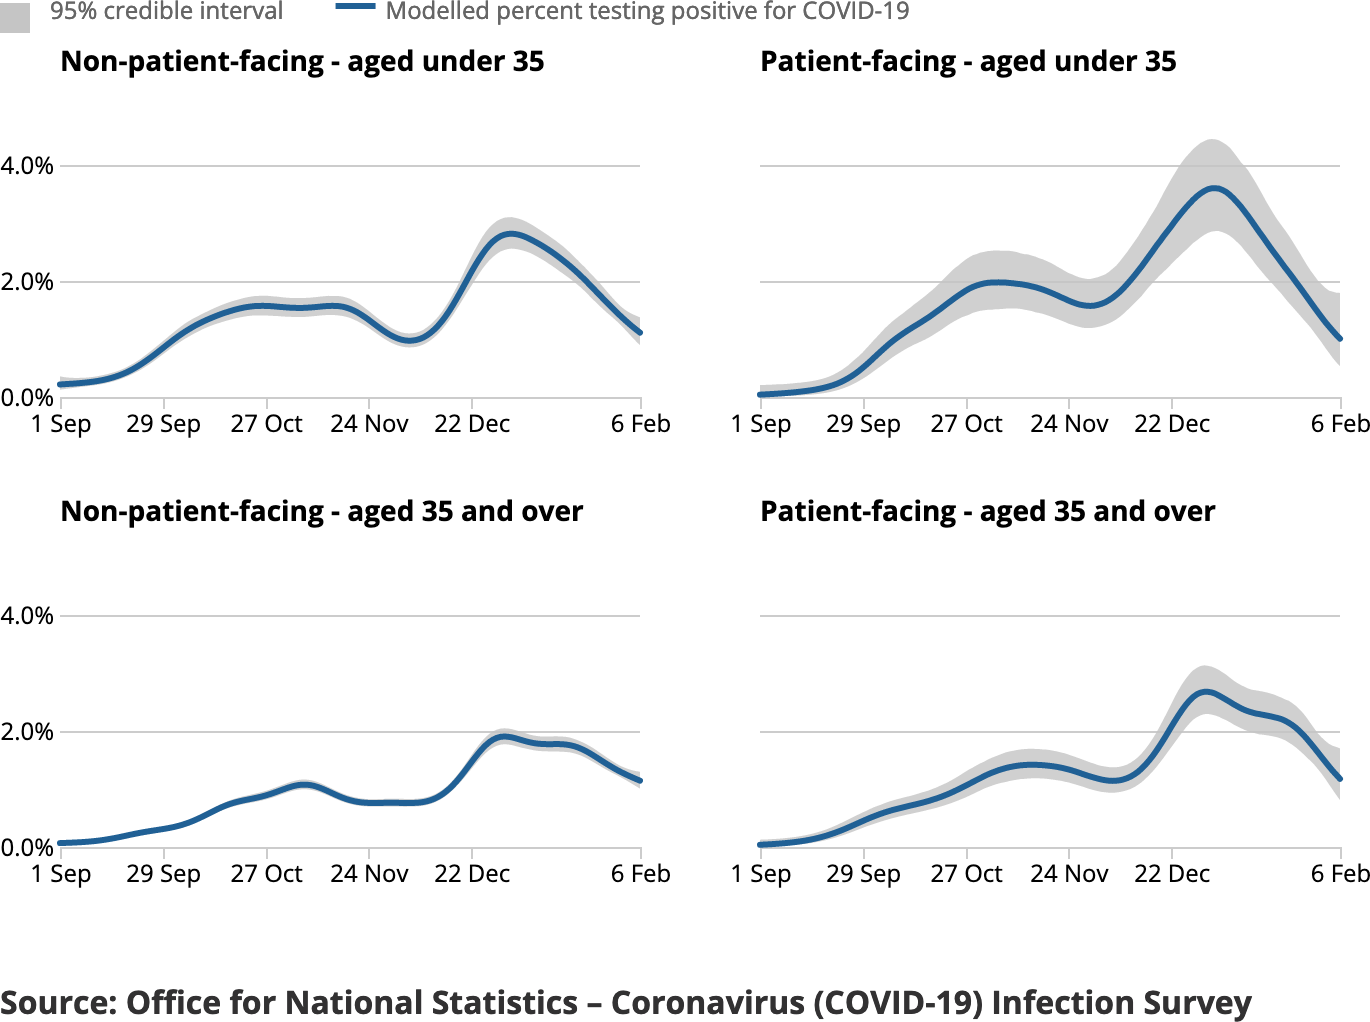 95% credible interval Modelled percent testing positive for COVID-19
Non-patient-facing - aged under 35
4.0%
2.0%
0.0%
1 Sep 29 Sep 27 Oct 24 Nov 22 Dec 6 Feb
Patient-facing - aged under 35
1 Sep 29 Sep 27 Oct 24 Nov 22 Dec 6 Feb
Non-patient-facing - aged 35 and over
4.0%
2.0%
0.0%
1 Sep 29 Sep 27 Oct 24 Nov 22 Dec 6 Feb
Patient-facing - aged 35 and over
1 Sep 29 Sep 27 Oct 24 Nov 22 Dec 6 Feb
Source: Office for National Statistics – Coronavirus (COVID-19) Infection Survey